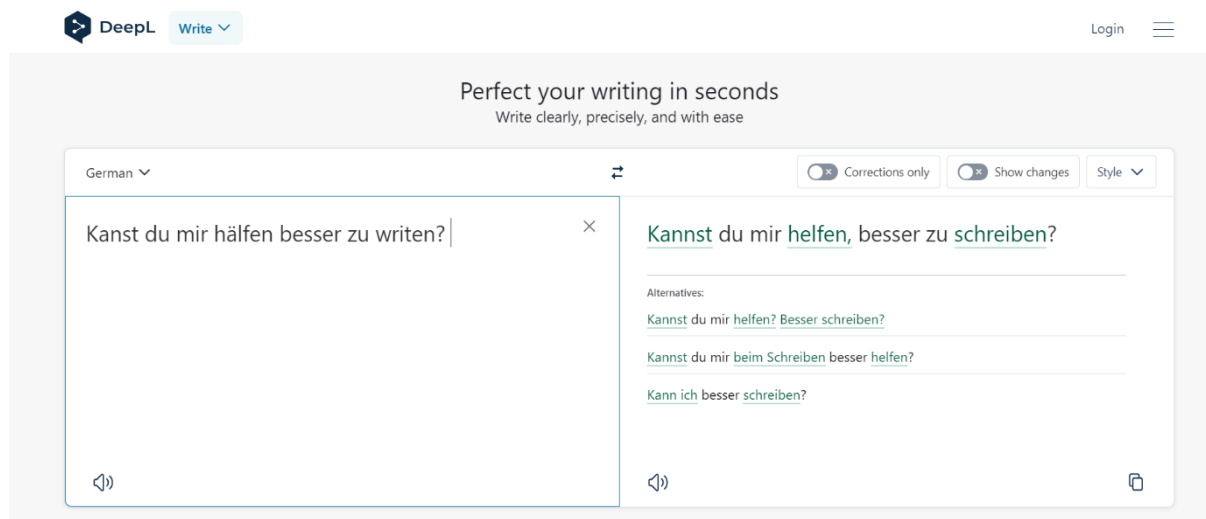 DeepL Write Login
Perfect your writing in seconds
Write clearly, precisely, and with ease
German Corrections only Show changes Style
Kanst du mir hälfen besser zu writen?
Kannst du mir helfen, besser zu schreiben?
Alternatives:
Kannst du mir helfen? Besser schreiben?
Kannst du mir beim Schreiben besser helfen?
Kann ich besser schreiben?